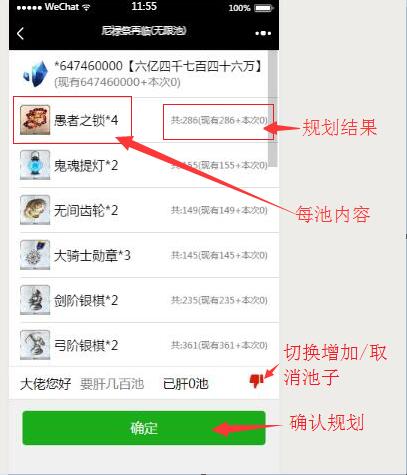 WeChat 11:55 100%
尼禄祭再临(无限池)
*647460000【六亿四千七百四十六万】
(现有647460000+本次0)
愚者之锁*4 共:286(现有286+本次0)
规划结果
鬼魂提灯*2 共:155(现有155+本次0)
无间齿轮*2 共:149(现有149+本次0)
每池内容
大骑士勋章*3 共:145(现有145+本次0)
剑阶银棋*2 共:235(现有235+本次0)
弓阶银棋*2 共:361(现有361+本次0)
切换增加/取
消池子
大佬您好 要肝几百池 已肝0池
确定
确认规划